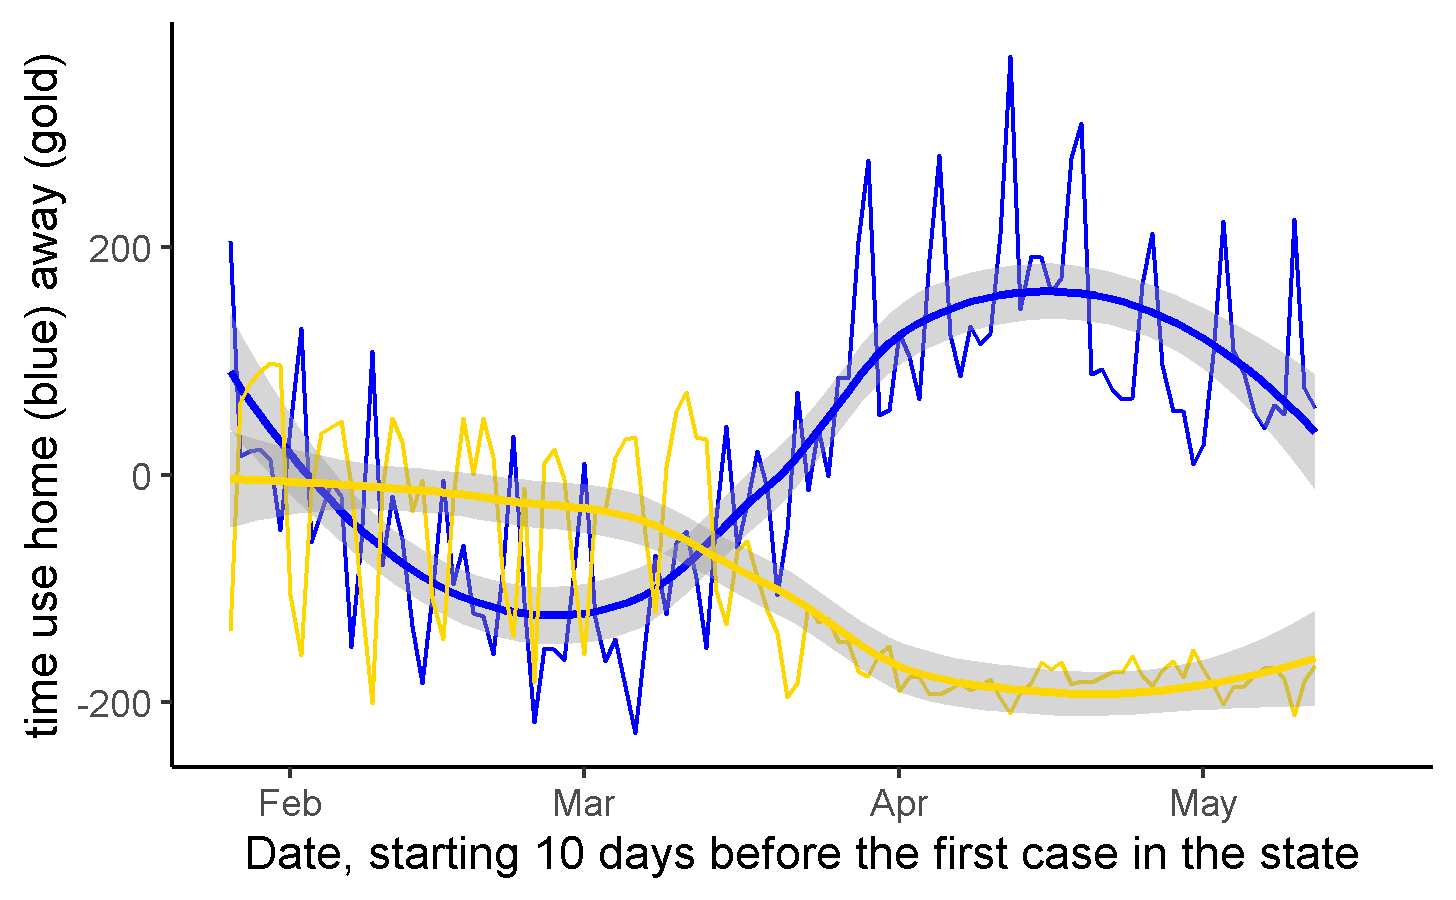 time use home (blue) away (gold)
200
0
-200
Feb Mar Apr May
Date, starting 10 days before the first case in the state